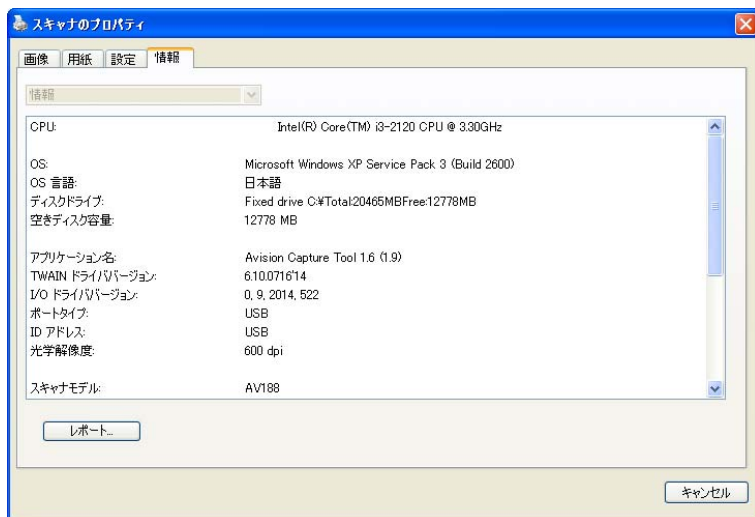 スキャナのプロパティ
画像 用紙 設定 情報
情報
CPU: Intel(R) Core(TM) i3-2120 CPU @ 3.30GHz
OS: Microsoft Windows XP Service Pack 3 (Build 2600)
OS 言語: 日本語
ディスクドライブ: Fixed drive C:¥Total:20465MBFree:12778MB
空きディスク容量: 12778 MB
アプリケーション名: Avision Capture Tool 1.6 (1.9)
TWAIN ドライババージョン: 6.10.0716'14
I/O ドライババージョン: 0, 9, 2014, 522
ポートタイプ: USB
ID アドレス: USB
光学解像度: 600 dpi
スキャナモデル: AV188
レポート...
キャンセル